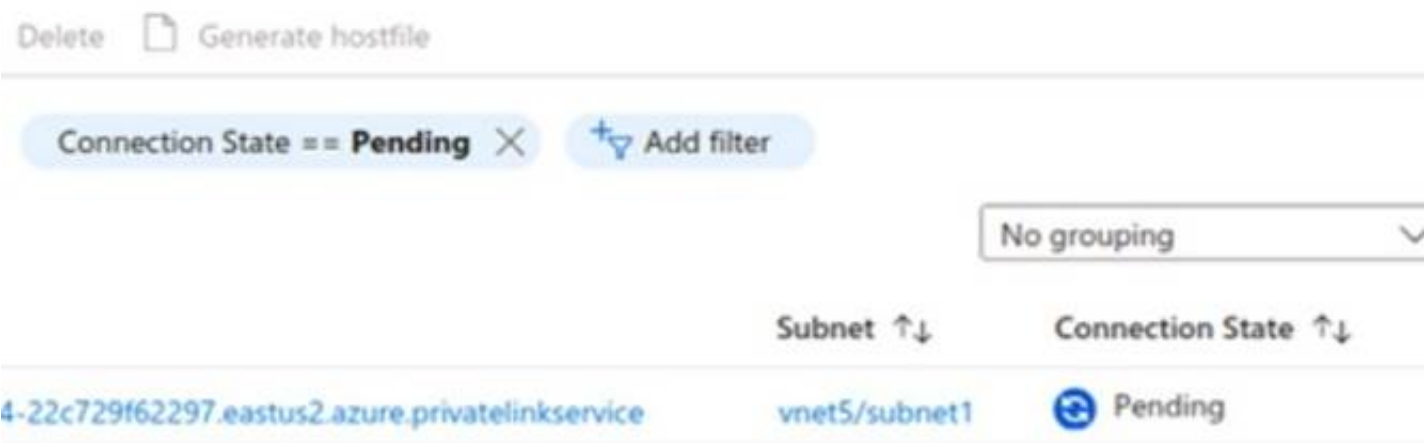 Delete Generate hostfile
Connection State == Pending Add filter
No grouping
Subnet Connection State
4-22c729f62297.eastus2.azure.privatelinkservice vnet5/subnet1 Pending